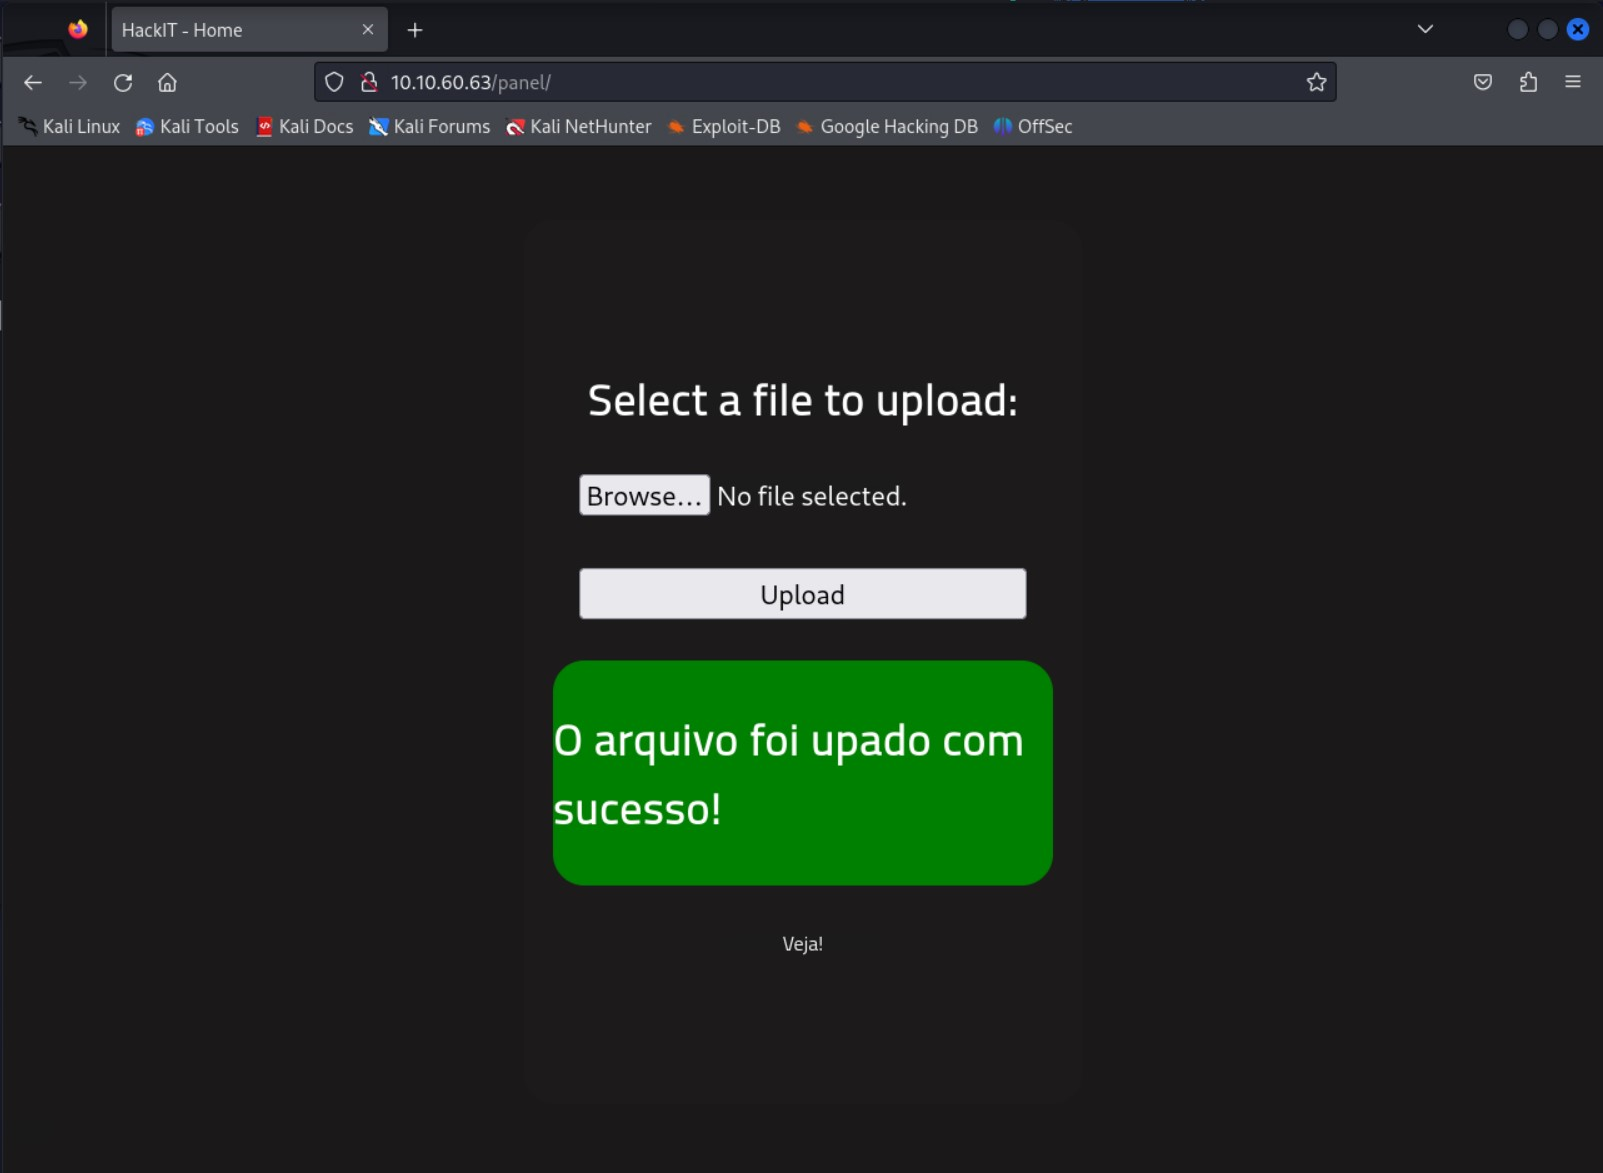 HackIT - Home
10.10.60.63/panel/
Kali Linux Kali Tools Kali Docs Kali Forums Kali NetHunter Exploit-DB Google Hacking DB OffSec
Select a file to upload:
Browse... No file selected.
Upload
O arquivo foi upado com
sucesso!
Veja!